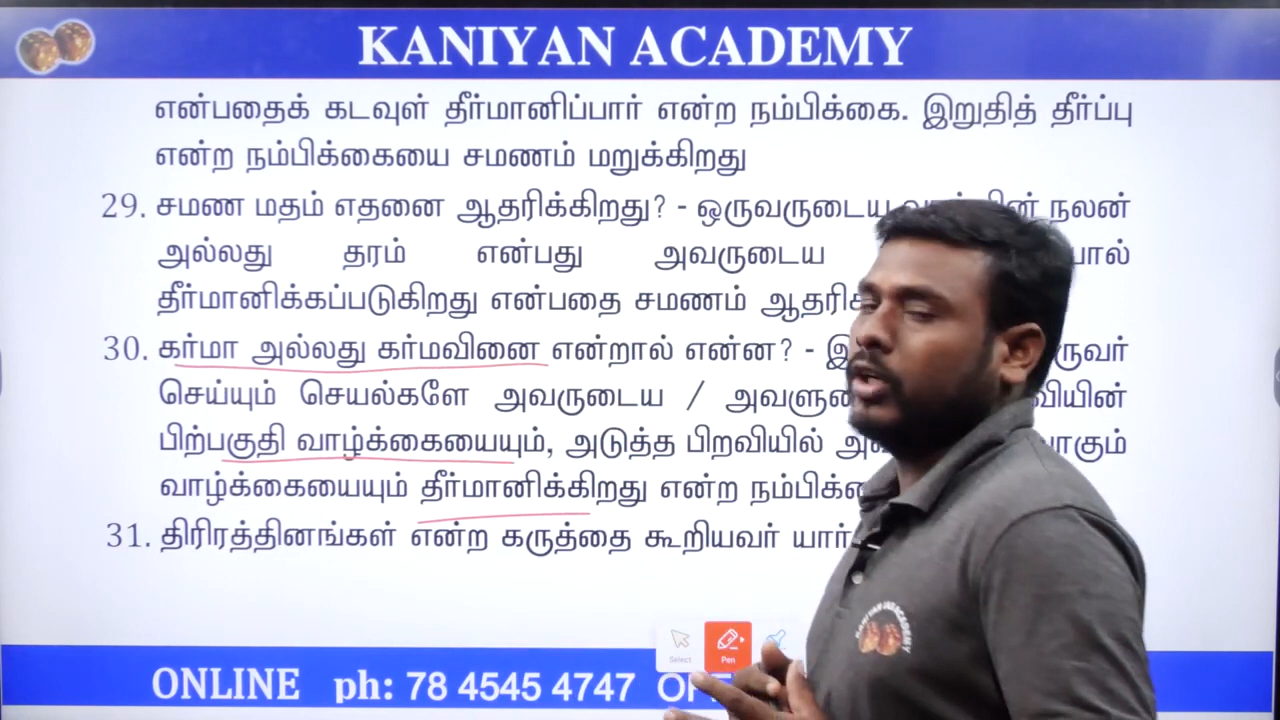 KANIYAN ACADEMY
என்பதைக் கடவுள் தீர்மானிப்பார் என்ற நம்பிக்கை. இறுதித் தீர்ப்பு
என்ற நம்பிக்கையை சமணம் மறுக்கிறது
29. சமண மதம் எதனை ஆதரிக்கிறது? - ஒருவருடைய நலன்
அல்லது தரம் என்பது அவருடைய
தீர்மானிக்கப்படுகிறது என்பதை சமணம்
30. கர்மா அல்லது கர்மவினை என்றால் என்ன? -
செய்யும் செயல்களே அவருடைய /
பிற்பகுதி வாழ்க்கையையும், அடுத்த பிறவியில்
வாழ்க்கையையும் தீர்மானிக்கிறது என்ற
31. திரிரத்தினங்கள் என்ற கருத்தை கூறியவர் யார்
Select
Pen
ONLINE ph: 78 4545 4747